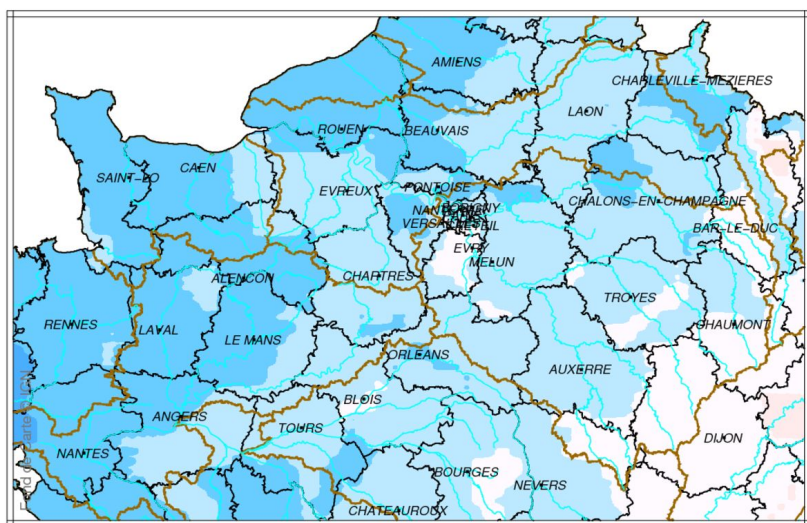 AMIENS
CHARLEVILLE-MEZIERES
LAON
ROUEN
BEAUVAIS
CAEN
SAINT-LO
EVREUX
PONTOISE
CHALONS-EN-CHAMPAGNE
BAR-LE-DUC
EVRY
MELUN
CHARTRES
ALENCON
TROYES
RENNES
LAVAL
LE MANS
CHAUMONT
ORLEANS
AUXERRE
BLOIS
ANGERS
TOURS
DIJON
NANTES
BOURGES
NEVERS
CHATEAUROUX